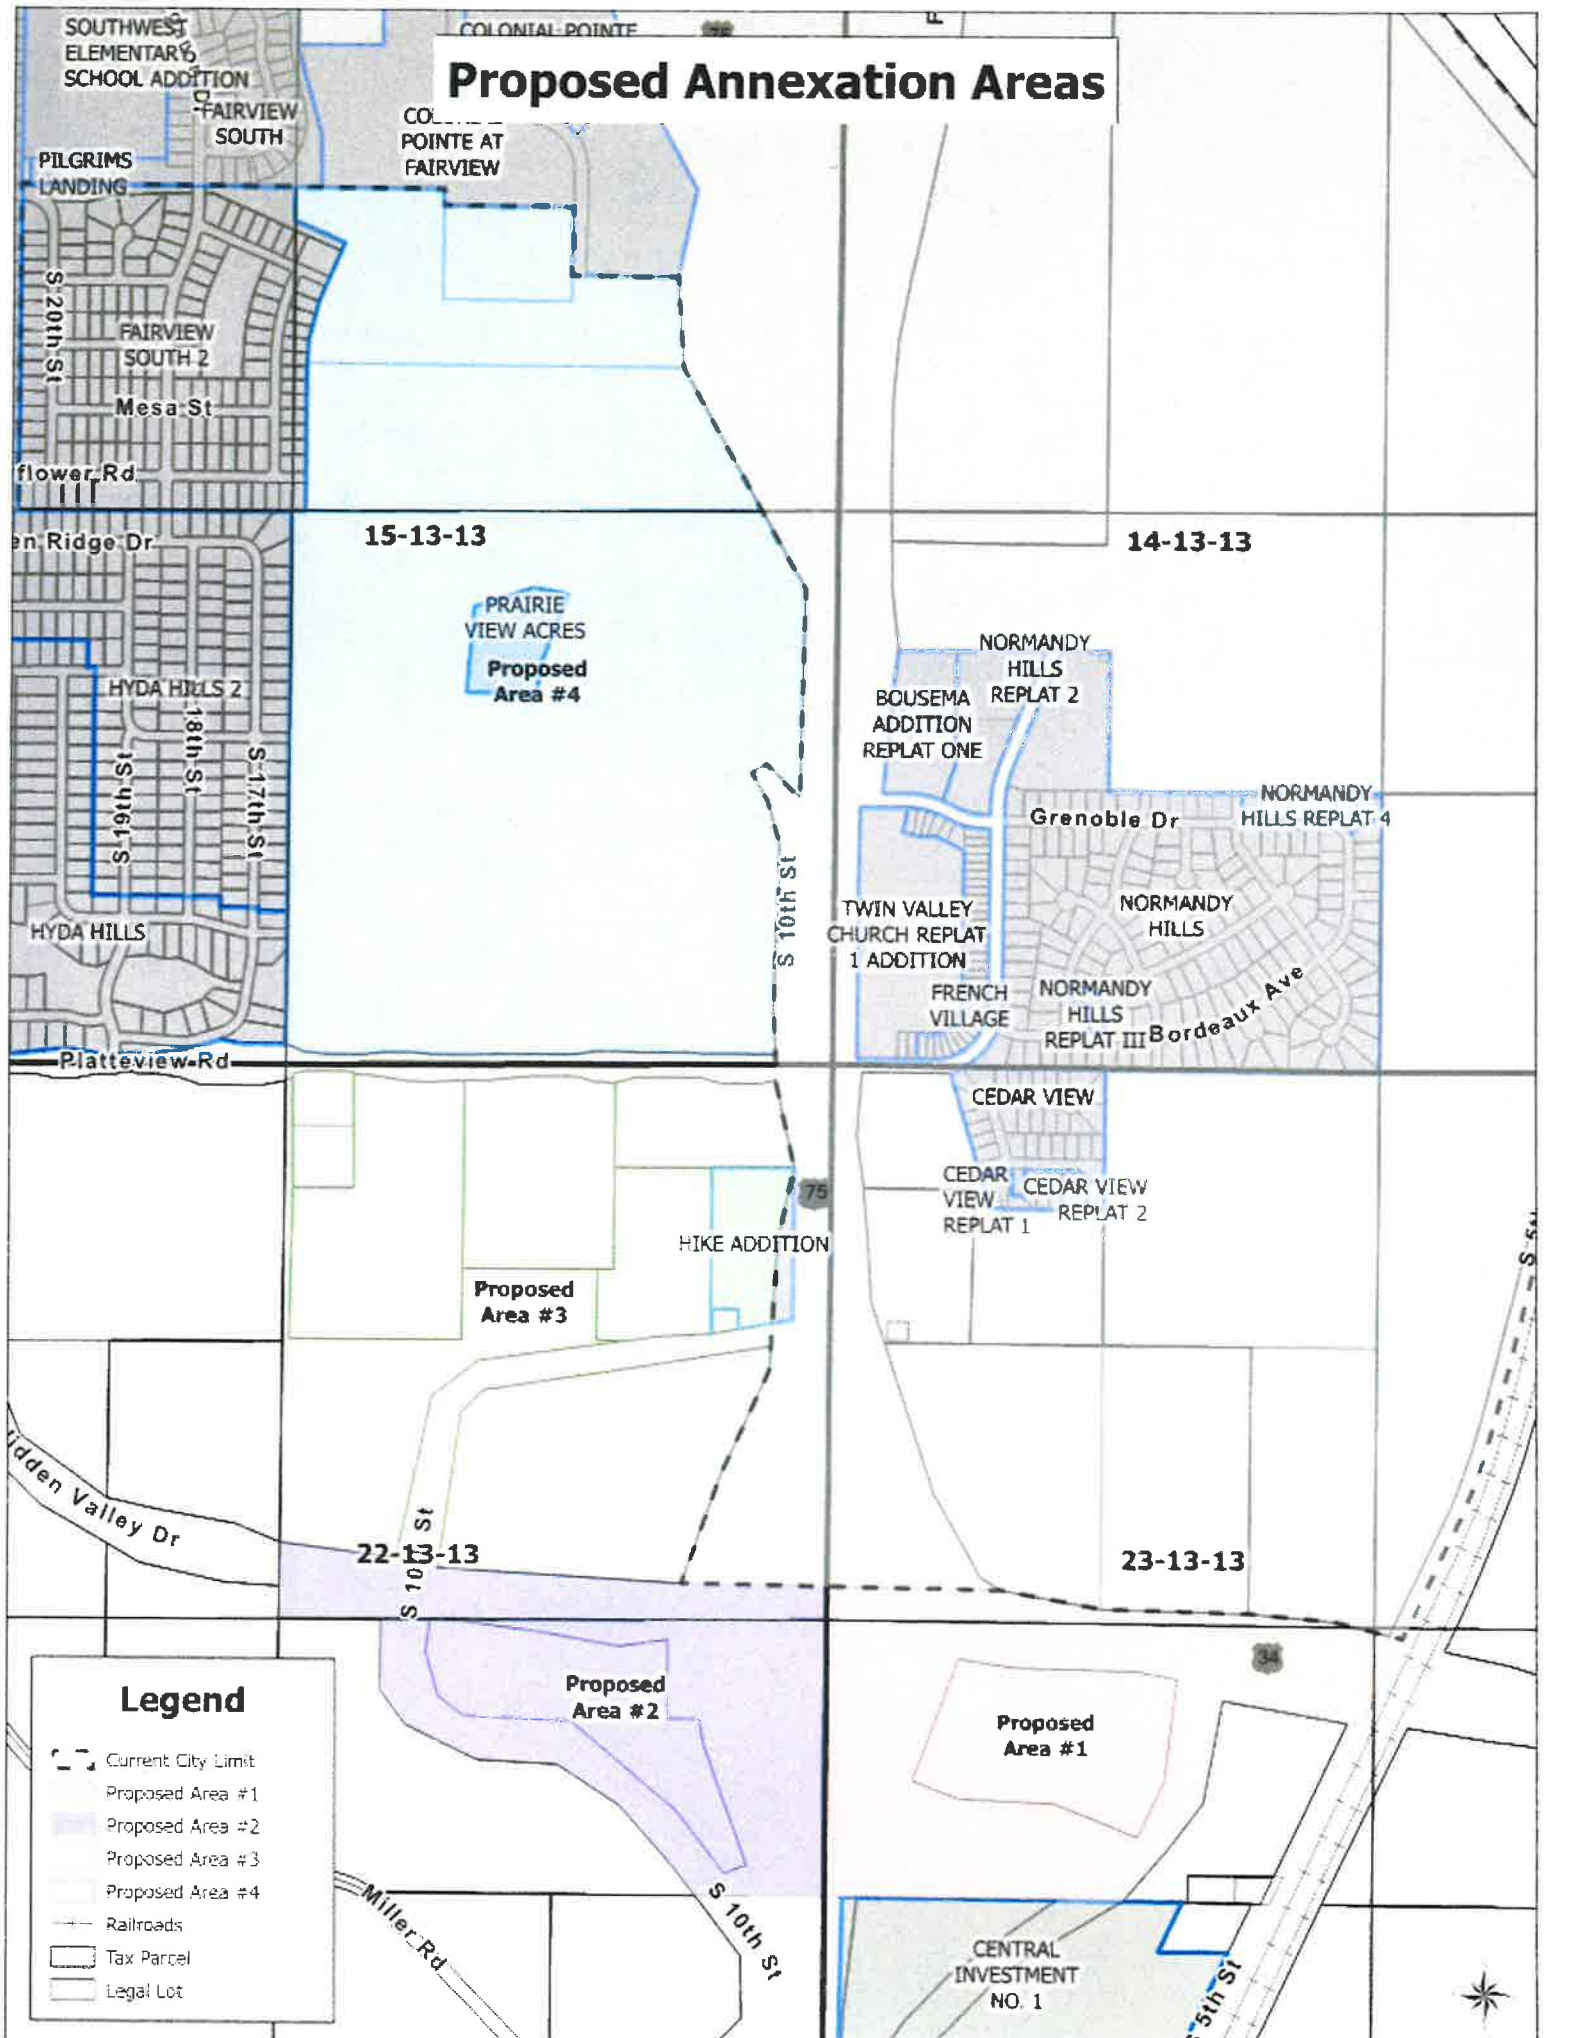 SOUTHWEST
ELEMENTARY
SCHOOL ADDITION
COLONIAL POINTE
Proposed Annexation Areas
FAIRVIEW
SOUTH
POINTE AT
FAIRVIEW
PILGRIMS
LANDING
S 20th St
FAIRVIEW
SOUTH 2
Mesa St
flower Rd
en Ridge Dr
15-13-13
14-13-13
PRAIRIE
VIEW ACRES
Proposed
Area #4
NORMANDY
HILLS
REPLAT 2
BOUSEMA
ADDITION
REPLAT ONE
HYDA HILLS 2
18th St
S 19th St
S 17th St
Grenoble Dr
NORMANDY
HILLS REPLAT 4
S 10th St
TWIN VALLEY
CHURCH REPLAT
1 ADDITION
NORMANDY
HILLS
HYDA HILLS
FRENCH
VILLAGE
NORMANDY
HILLS
REPLAT III
Bordeaux Ave
Platteview Rd
CEDAR VIEW
75
CEDAR
VIEW
REPLAT 1
CEDAR VIEW
REPLAT 2
HIKE ADDITION
Proposed
Area #3
idden Valley Dr
S 10th St
22-13-13
23-13-13
34
Proposed
Area #2
Proposed
Area #1
Legend
Current City Limit
Proposed Area #1
Proposed Area #2
Proposed Area #3
Proposed Area #4
Railroads
Tax Parcel
Legal Lot
Miller Rd
S 10th St
CENTRAL
INVESTMENT
NO. 1
5th St